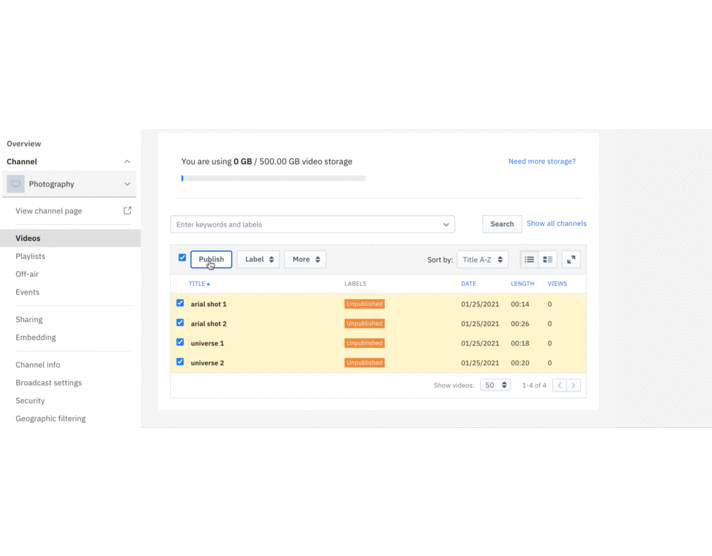 Overview
Channel
Photography
View channel page
Videos
Playlists
Off-air
Events
Sharing
Embedding
Channel info
Broadcast settings
Security
Geographic filtering
You are using 0 GB / 500.00 GB video storage
Need more storage?
Enter keywords and labels
Search
Show all channels
Publish Label More Sort by: Title A-Z
TITLE LABELS DATE LENGTH VIEWS
arial shot 1 Unpublished 01/25/2021 00:14 0
arial shot 2 Unpublished 01/25/2021 00:26 0
universe 1 Unpublished 01/25/2021 00:18 0
universe 2 Unpublished 01/25/2021 00:20 0
Show videos: 50 1-4 of 4